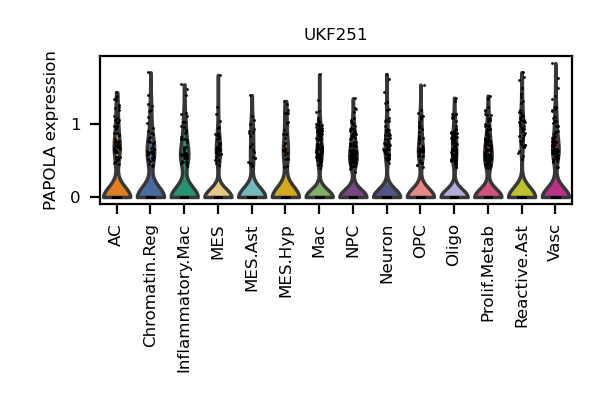 UKF251
PAPOLA expression
1
0
AC
Chromatin.Reg
Inflammatory.Mac
MES
MES.Ast
MES.Hyp
Mac
NPC
Neuron
OPC
Oligo
Prolif.Metab
Reactive.Ast
Vasc